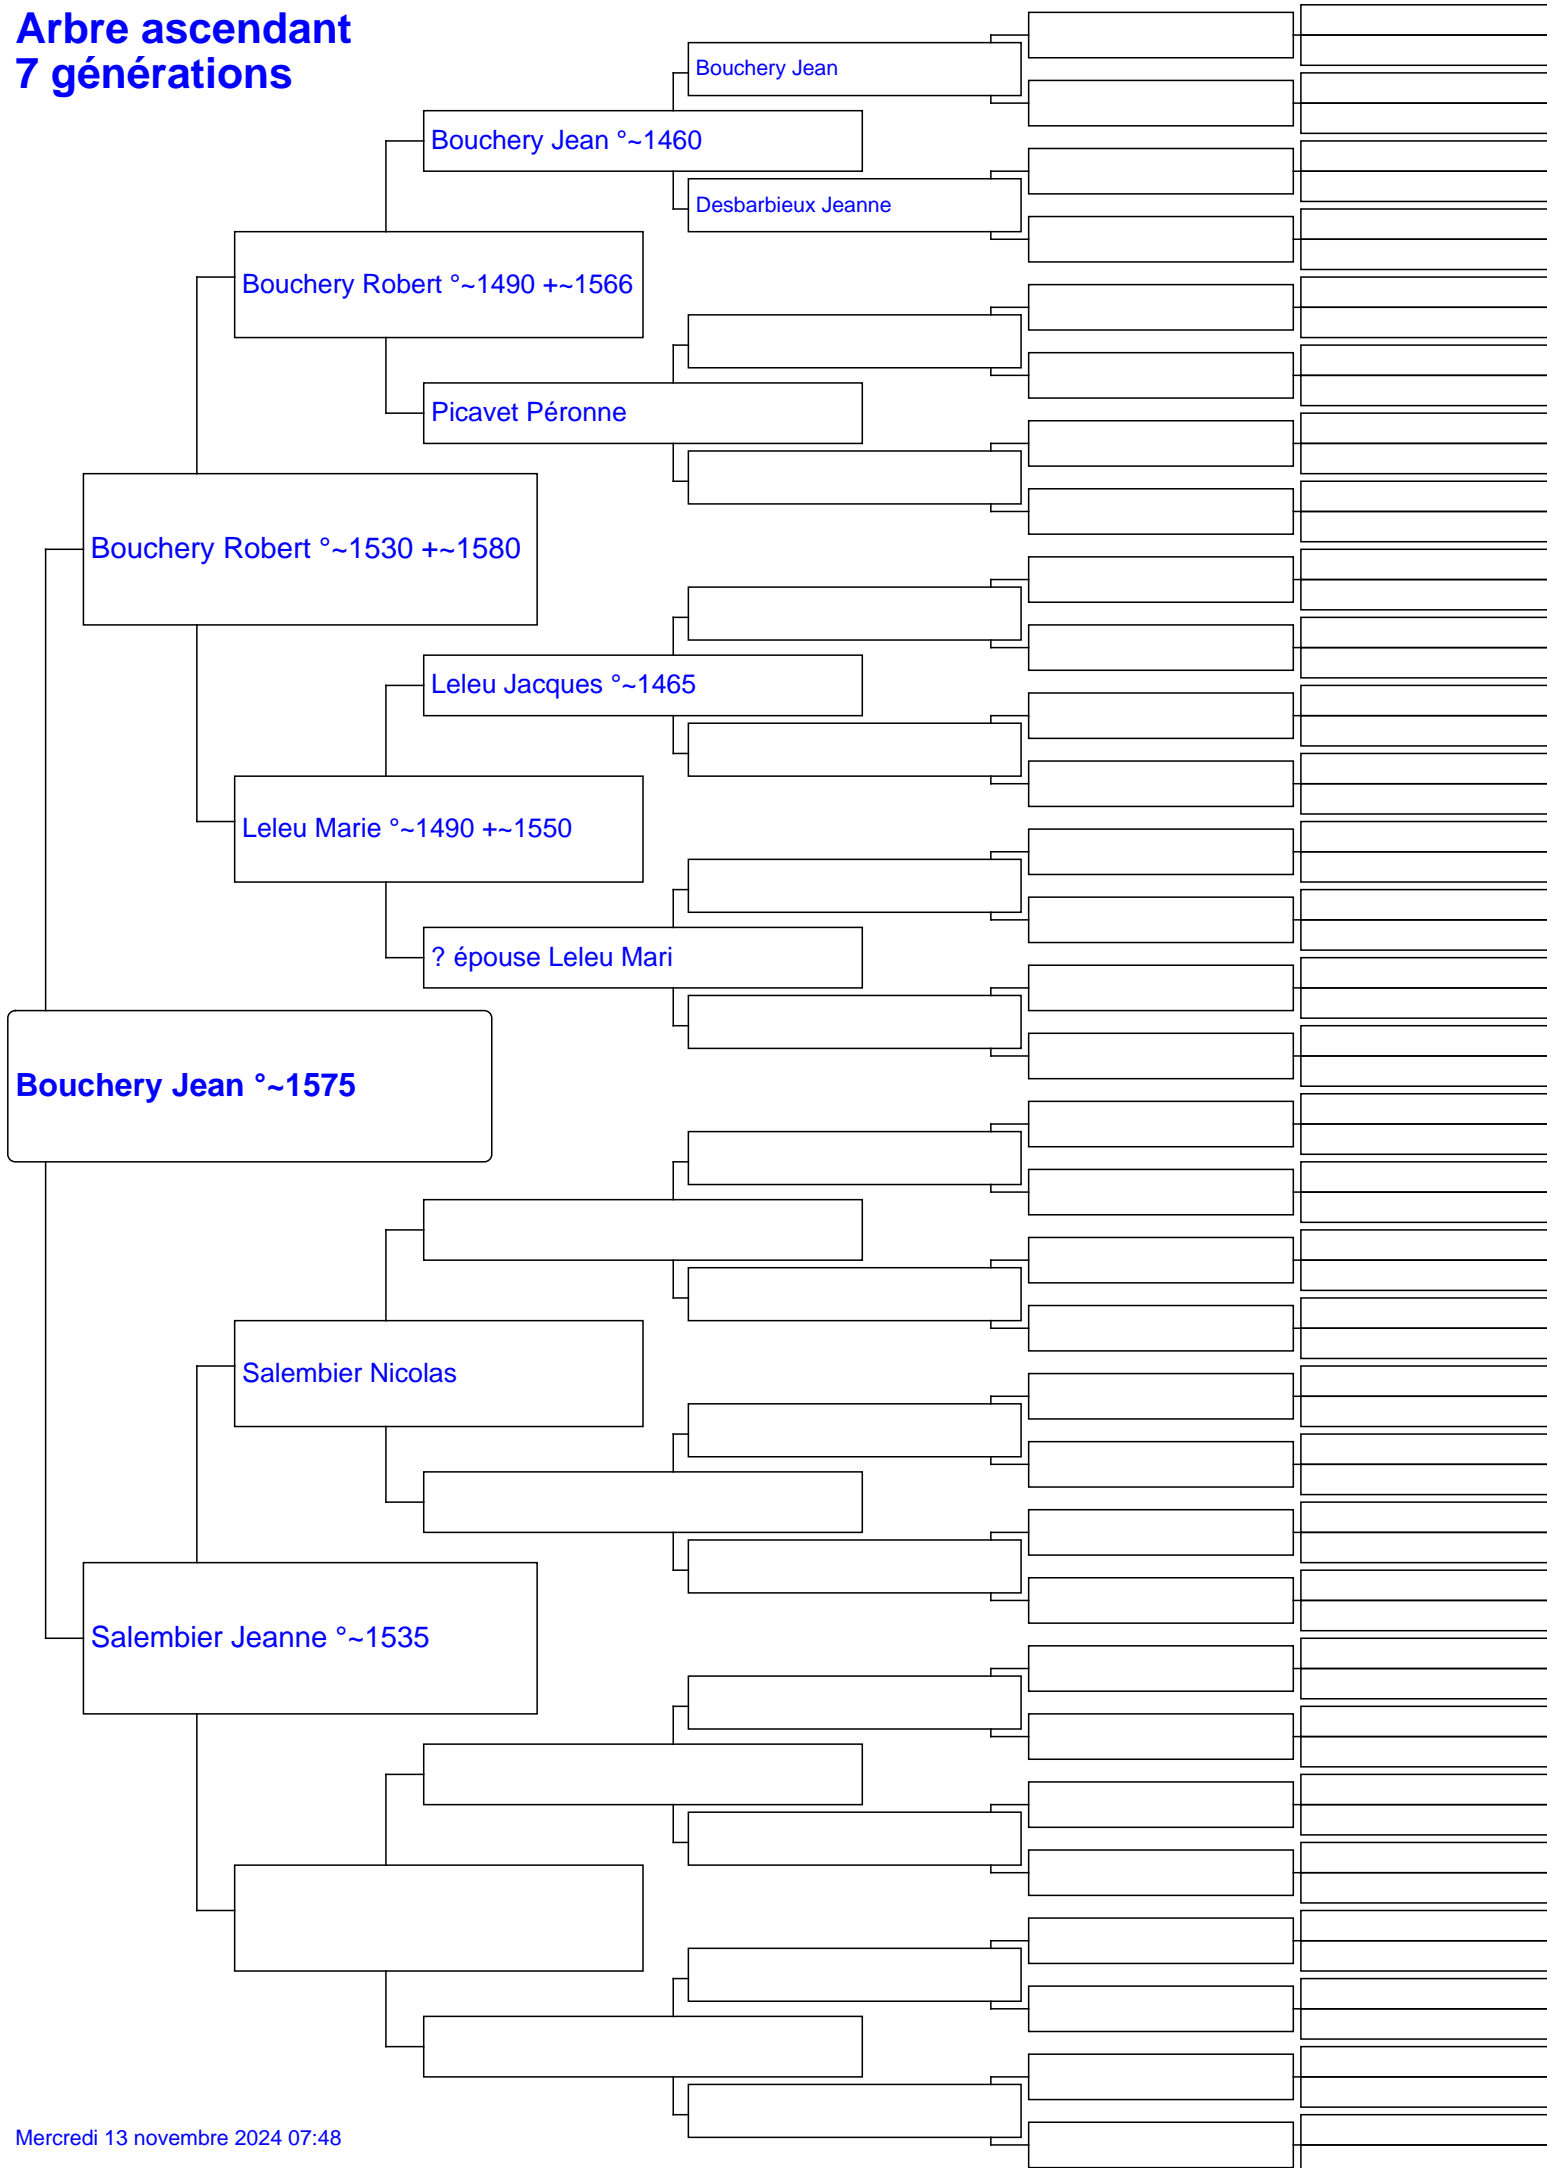 Arbre ascendant
7 générations
Bouchery Jean
Bouchery Jean °~1460
Desbarbieux Jeanne
Bouchery Robert °~1490 +~1566
Picavet Péronne
Bouchery Robert °~1530 +~1580
Leleu Jacques °~1465
Leleu Marie °~1490 +~1550
? épouse Leleu Mari
Bouchery Jean °~1575
Salembier Nicolas
Salembier Jeanne °~1535
Mercredi 13 novembre 2024 07:48